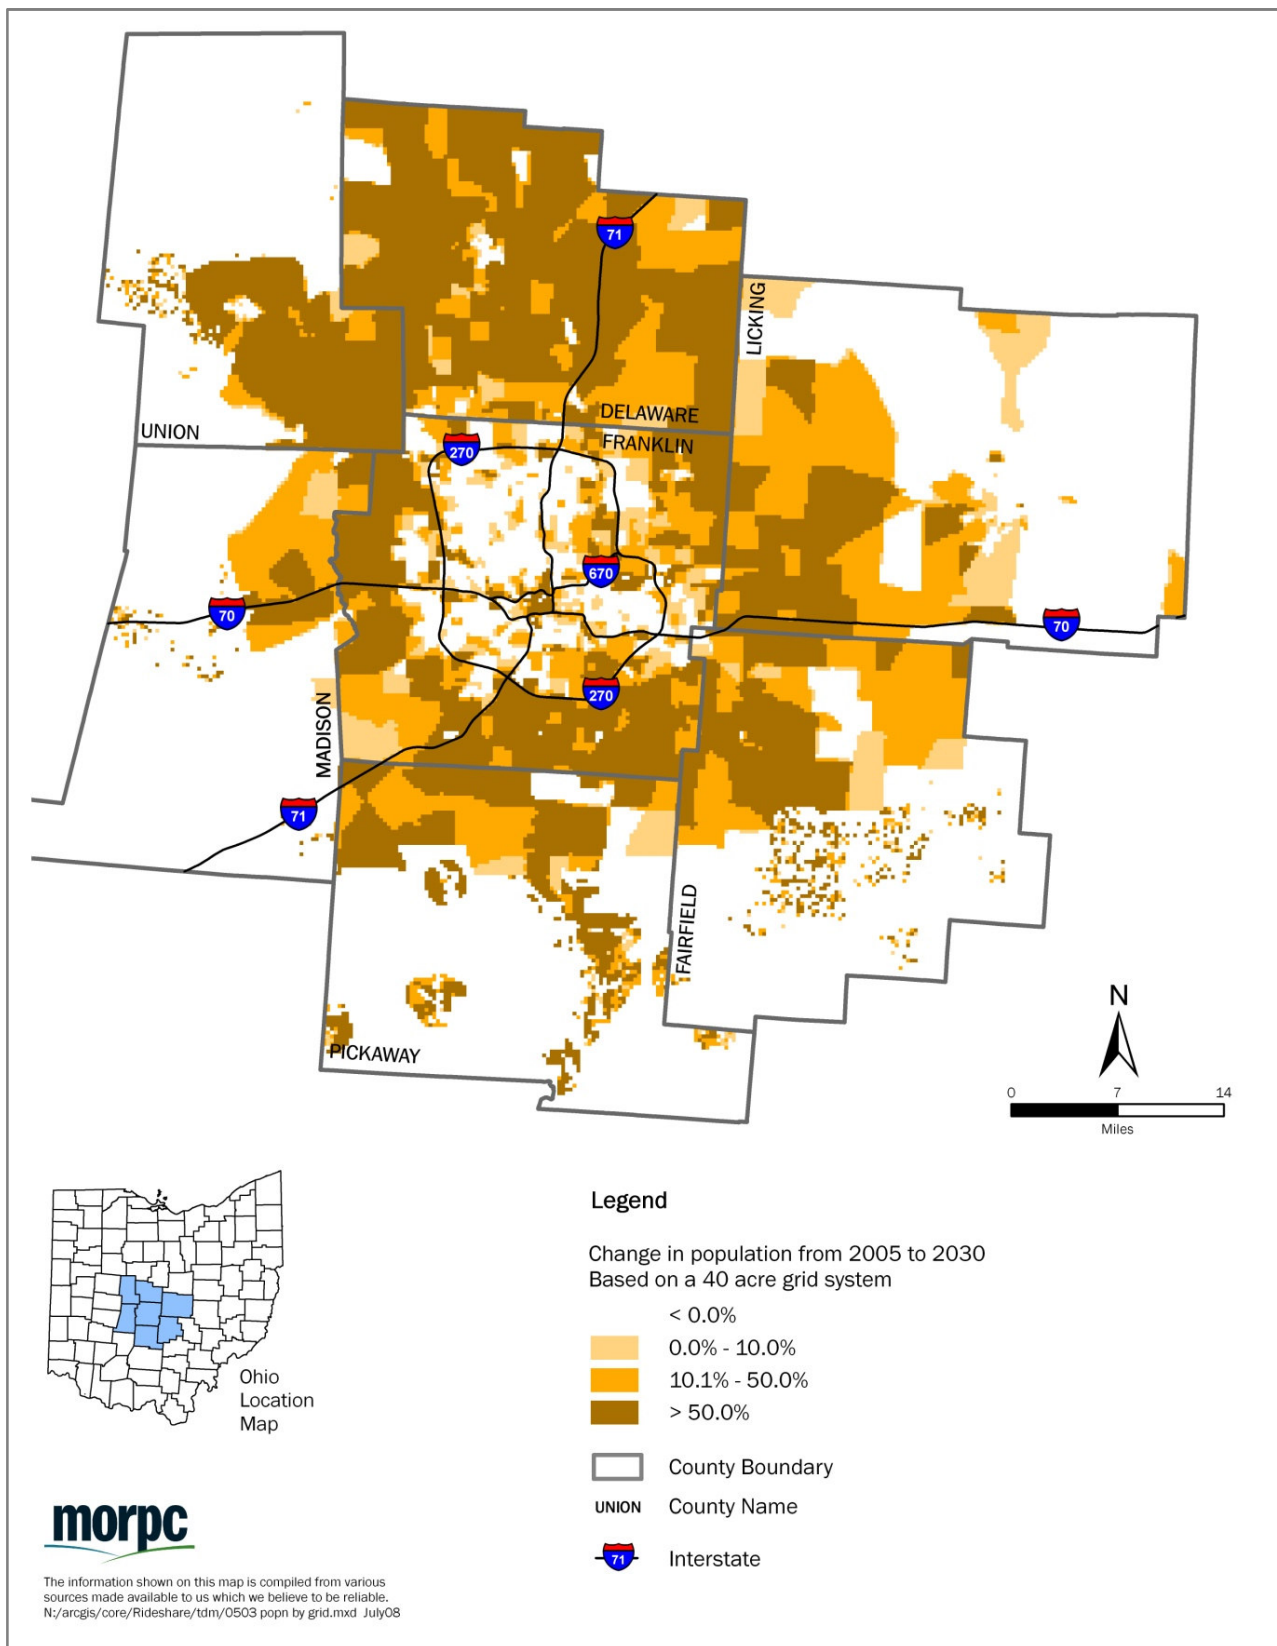 71
LICKING
DELAWARE
UNION
FRANKLIN
270
670
70
70
270
MADISON
71
FAIRFIELD
PICKAWAY
N
0 7 14
Miles
Ohio
Location
Map
Legend
Change in population from 2005 to 2030
Based on a 40 acre grid system
< 0.0%
0.0% - 10.0%
10.1% - 50.0%
> 50.0%
County Boundary
UNION County Name
71 Interstate
morpc
The information shown on this map is compiled from various
sources made available to us which we believe to be reliable.
N:/arcgis/core/Rideshare/tdm/0503 popn by grid.mxd July08